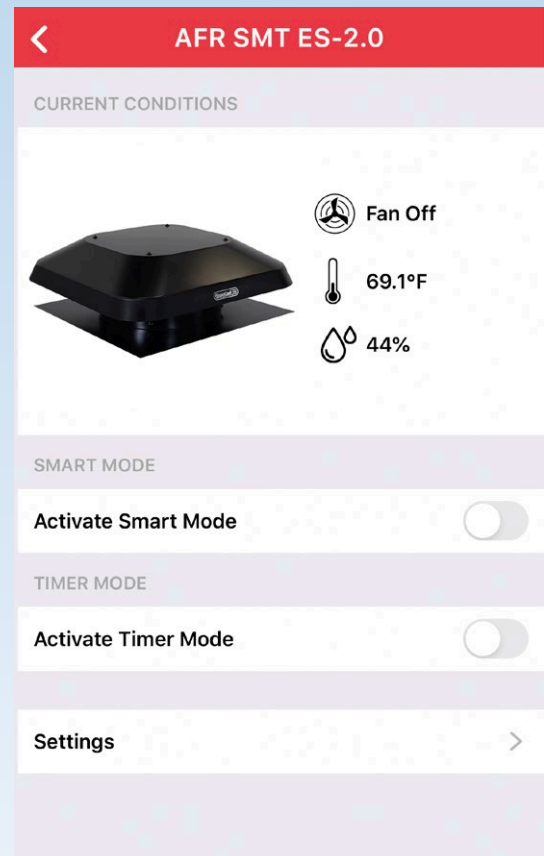 AFR SMT ES-2.0
CURRENT CONDITIONS
Fan Off
69.1°F
44%
SMART MODE
Activate Smart Mode
TIMER MODE
Activate Timer Mode
Settings